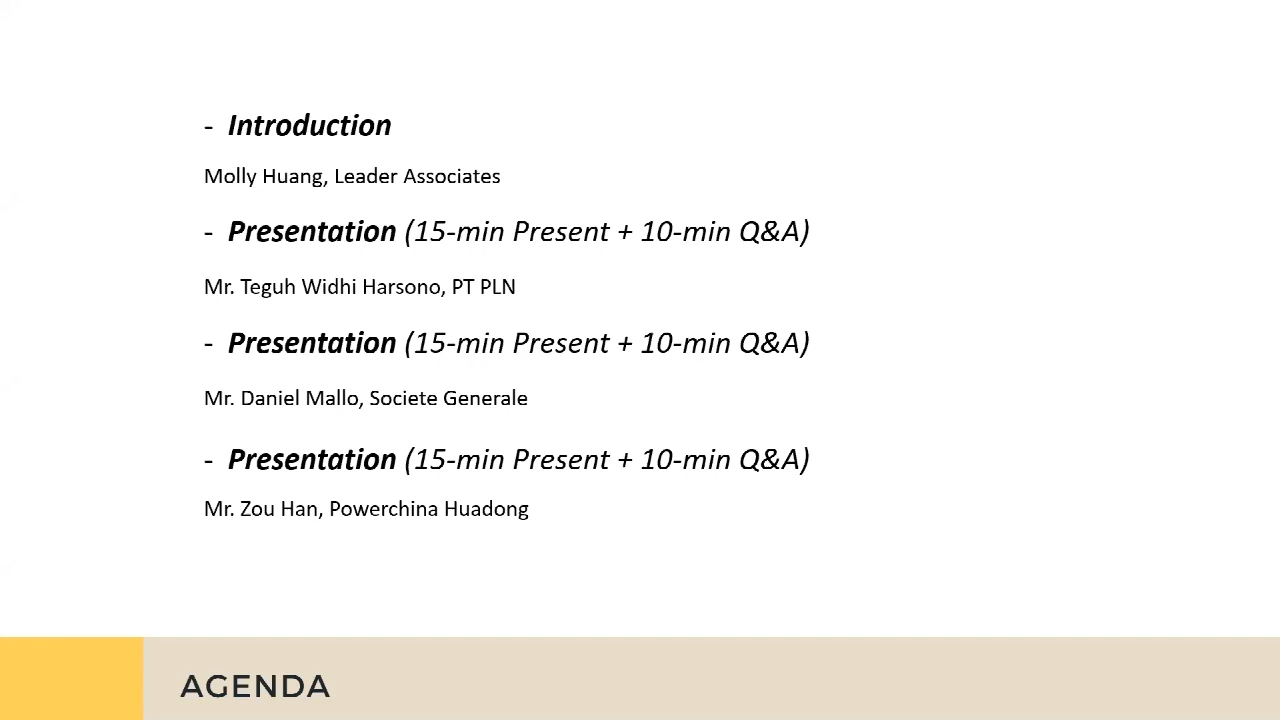 - Introduction
Molly Huang, Leader Associates
- Presentation (15-min Present + 10-min Q&A)
Mr. Teguh Widhi Harsono, PT PLN
- Presentation (15-min Present + 10-min Q&A)
Mr. Daniel Mallo, Societe Generale
- Presentation (15-min Present + 10-min Q&A)
Mr. Zou Han, Powerchina Huadong
AGENDA